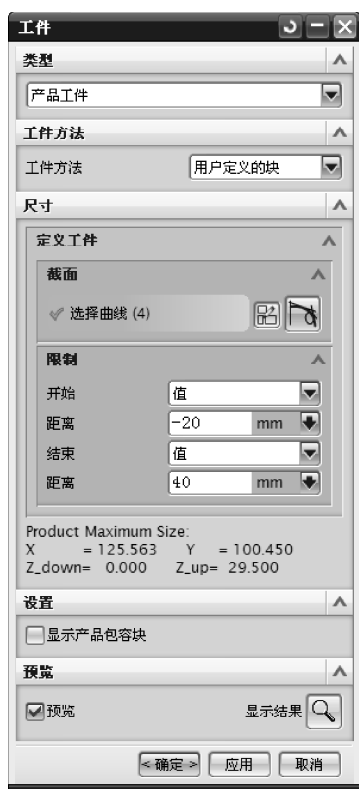 工件
类型
产品工件
工件方法
工件方法 用户定义的块
尺寸
定义工件
截面
选择曲线 (4)
限制
开始 值
距离 -20 mm
结束 值
距离 40 mm
Product Maximum Size:
X = 125.563 Y = 100.450
Z_down= 0.000 Z_up= 29.500
设置
显示产品包容块
预览
预览 显示结果
< 确定 > 应用 取消